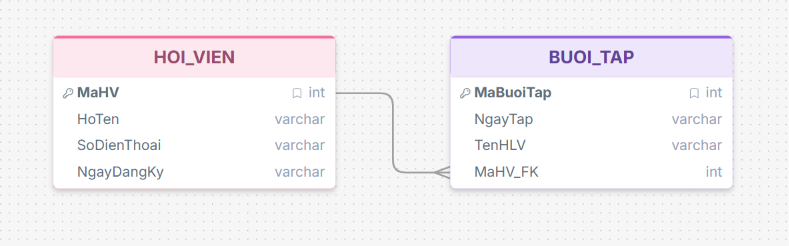 HOI_VIEN
MaHV int
HoTen varchar
SoDienThoai varchar
NgayDangKy varchar
BUOI_TAP
MaBuoiTap int
NgayTap varchar
TenHLV varchar
MaHV_FK int